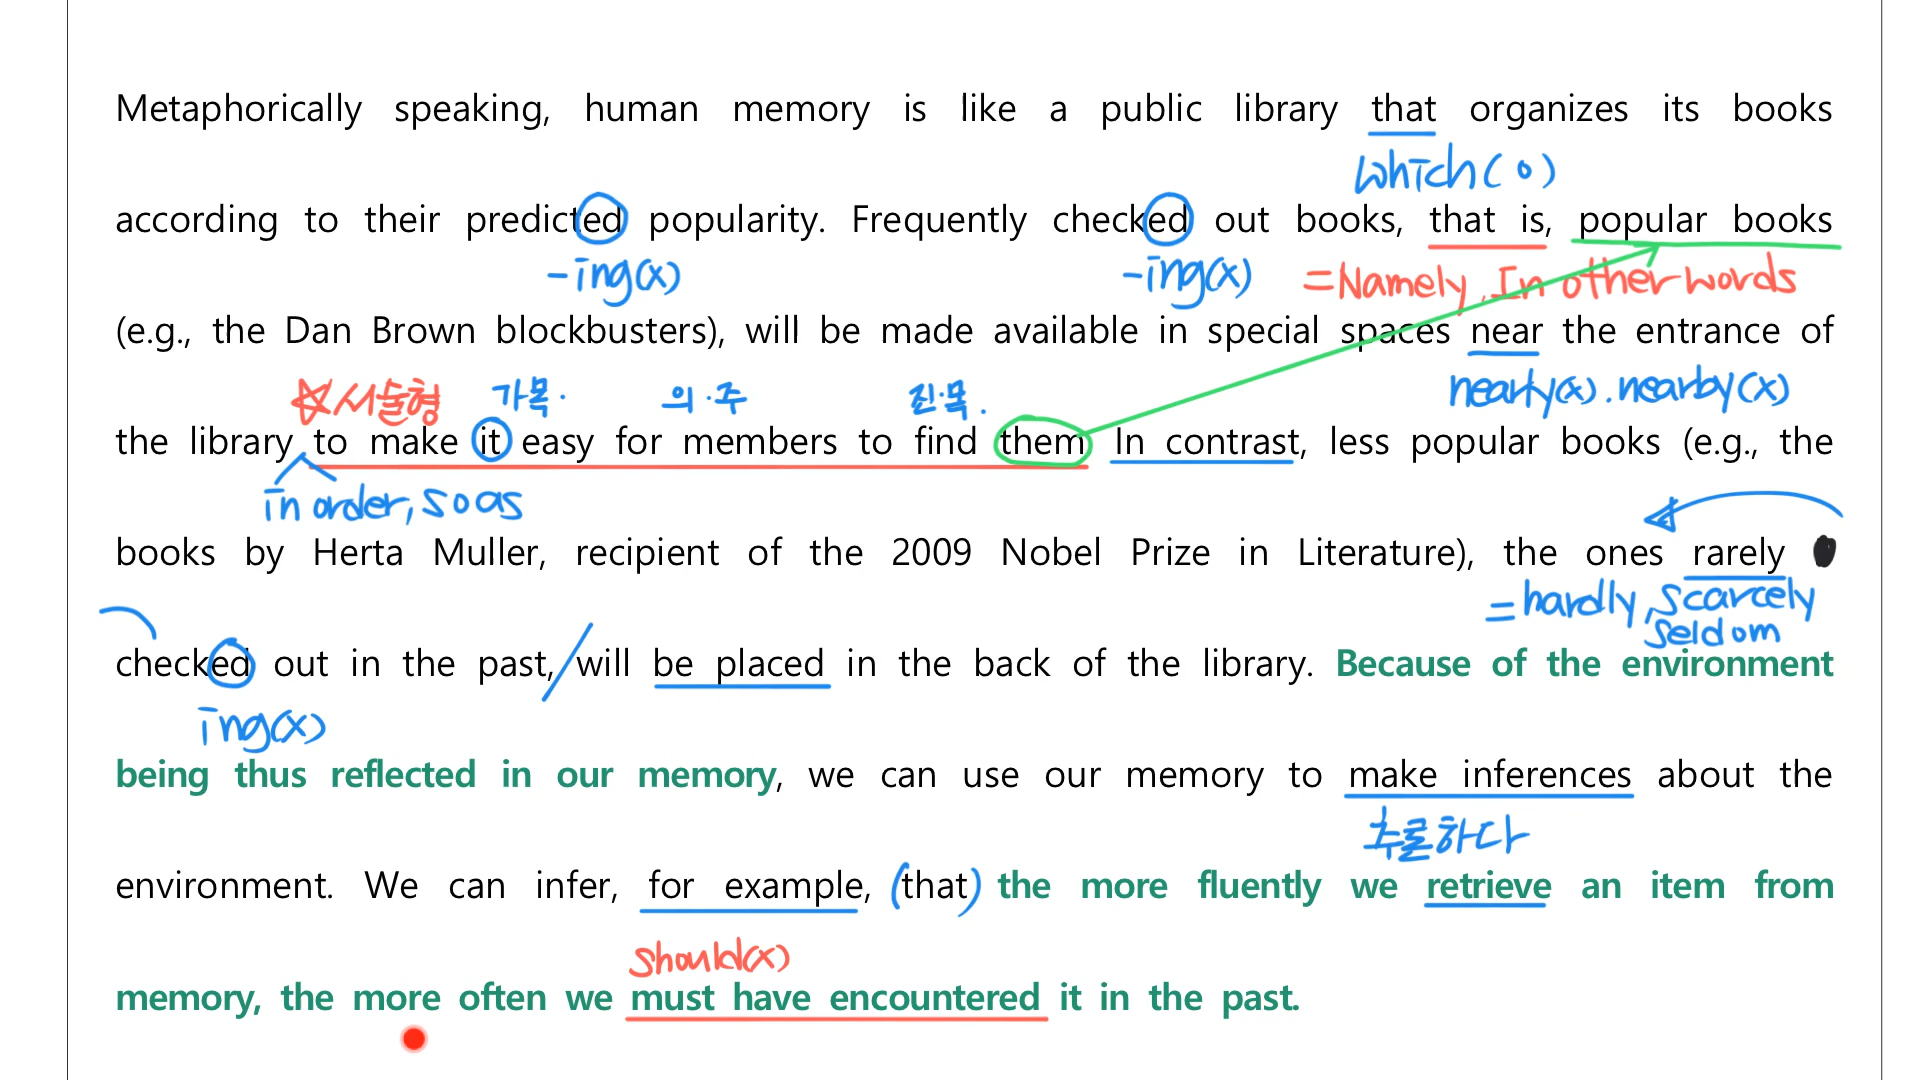 Metaphorically speaking, human memory is like a public library that organizes its books
which(o)
according to their predicted popularity. Frequently checked out books, that is, popular books
-ing(x) -ing(x) =Namely, In other words
(e.g., the Dan Brown blockbusters), will be made available in special spaces near the entrance of
☆서술형 가목. 의.주 진.목. nearly(x).nearby(x)
the library to make it easy for members to find them In contrast, less popular books (e.g., the
in order, so as
books by Herta Muller, recipient of the 2009 Nobel Prize in Literature), the ones rarely
=hardly, scarcely
seldom
checked out in the past, will be placed in the back of the library. Because of the environment
ing(x)
being thus reflected in our memory, we can use our memory to make inferences about the
추론하다
environment. We can infer, for example, (that) the more fluently we retrieve an item from
should(x)
memory, the more often we must have encountered it in the past.